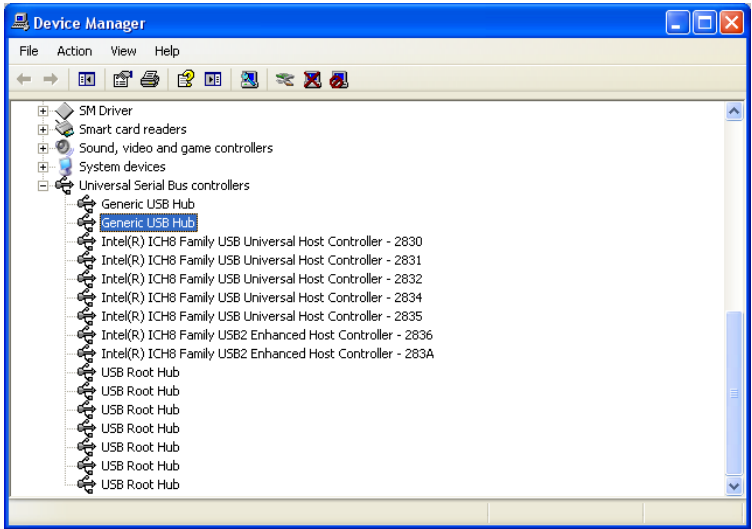 Device Manager
File Action View Help
SM Driver
Smart card readers
Sound, video and game controllers
System devices
Universal Serial Bus controllers
Generic USB Hub
Generic USB Hub
Intel(R) ICH8 Family USB Universal Host Controller - 2830
Intel(R) ICH8 Family USB Universal Host Controller - 2831
Intel(R) ICH8 Family USB Universal Host Controller - 2832
Intel(R) ICH8 Family USB Universal Host Controller - 2834
Intel(R) ICH8 Family USB Universal Host Controller - 2835
Intel(R) ICH8 Family USB2 Enhanced Host Controller - 2836
Intel(R) ICH8 Family USB2 Enhanced Host Controller - 283A
USB Root Hub
USB Root Hub
USB Root Hub
USB Root Hub
USB Root Hub
USB Root Hub
USB Root Hub